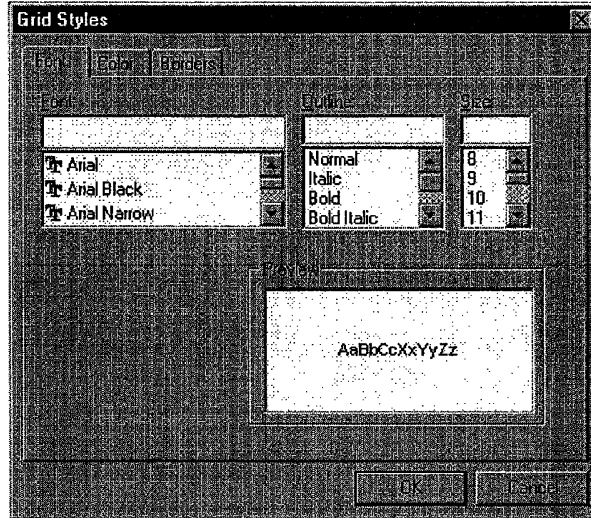 Grid Styles
Font Color Borders
Font Outline Size
Arial Normal 8
Arial Black Italic 9
Arial Narrow Bold 10
Bold Italic 11
Preview
AaBbCcXxYyZz
OK Cancel